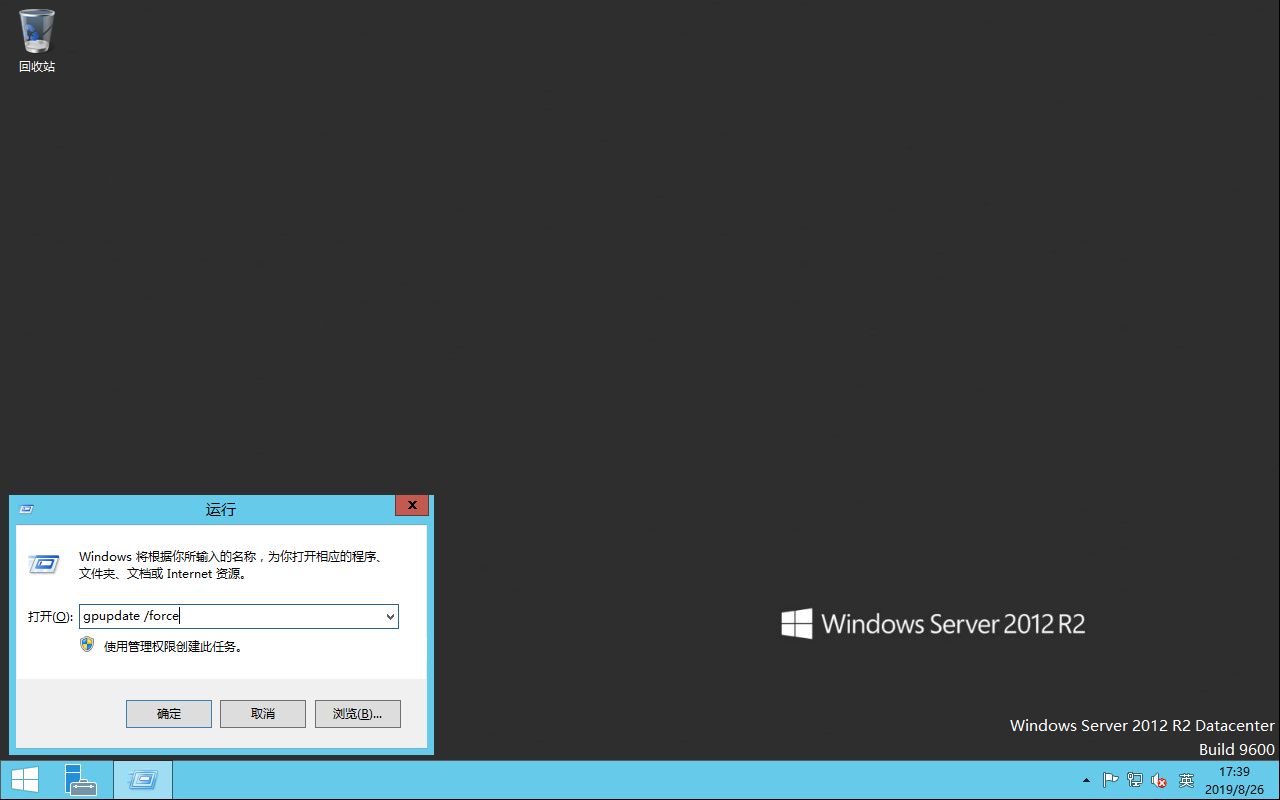 回收站
运行
Windows 将根据你所输入的名称，为你打开相应的程序、
文件夹、文档或 Internet 资源。
打开(O): gpupdate /force
使用管理权限创建此任务。
确定 取消 浏览(B)...
Windows Server 2012 R2
Windows Server 2012 R2 Datacenter
Build 9600
英 17:39
2019/8/26